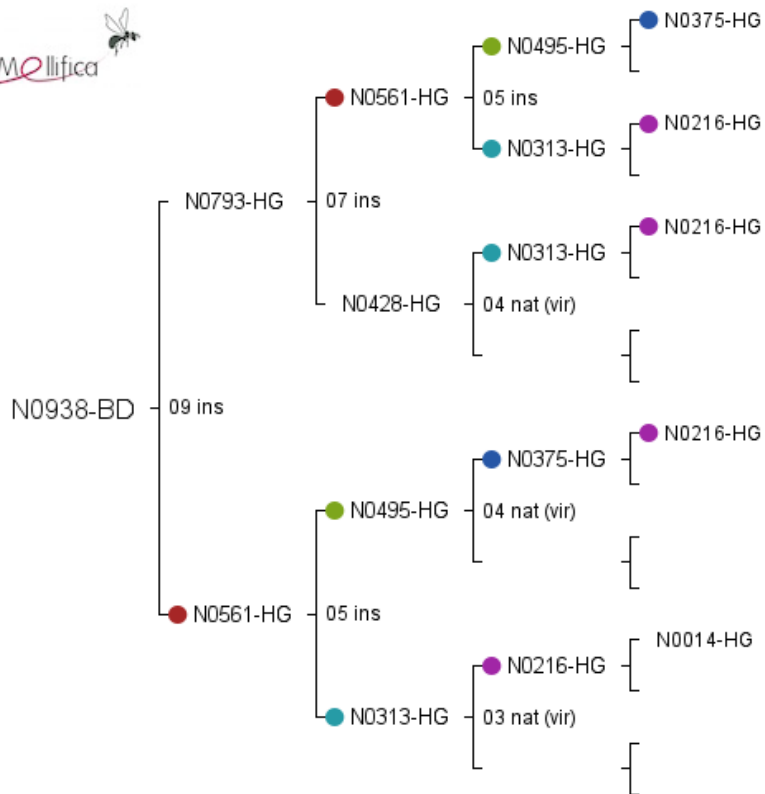 Mellifica
N0375-HG
N0495-HG
N0561-HG
05 ins
N0313-HG
N0216-HG
N0793-HG
07 ins
N0313-HG
N0216-HG
N0428-HG
04 nat (vir)
N0938-BD
09 ins
N0375-HG
N0216-HG
N0495-HG
04 nat (vir)
N0561-HG
05 ins
N0216-HG
N0014-HG
N0313-HG
03 nat (vir)